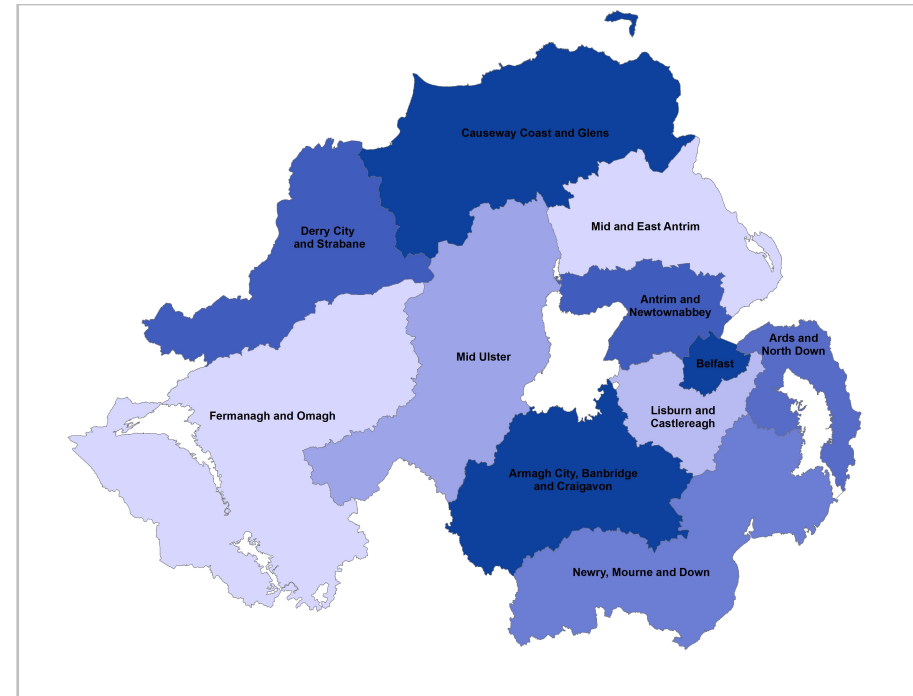 Causeway Coast and Glens
Mid and East Antrim
Derry City
and Strabane
Antrim and
Newtownabbey
Ards and
North Down
Mid Ulster
Belfast
Fermanagh and Omagh
Lisburn and
Castlereagh
Armagh City, Banbridge
and Craigavon
Newry, Mourne and Down